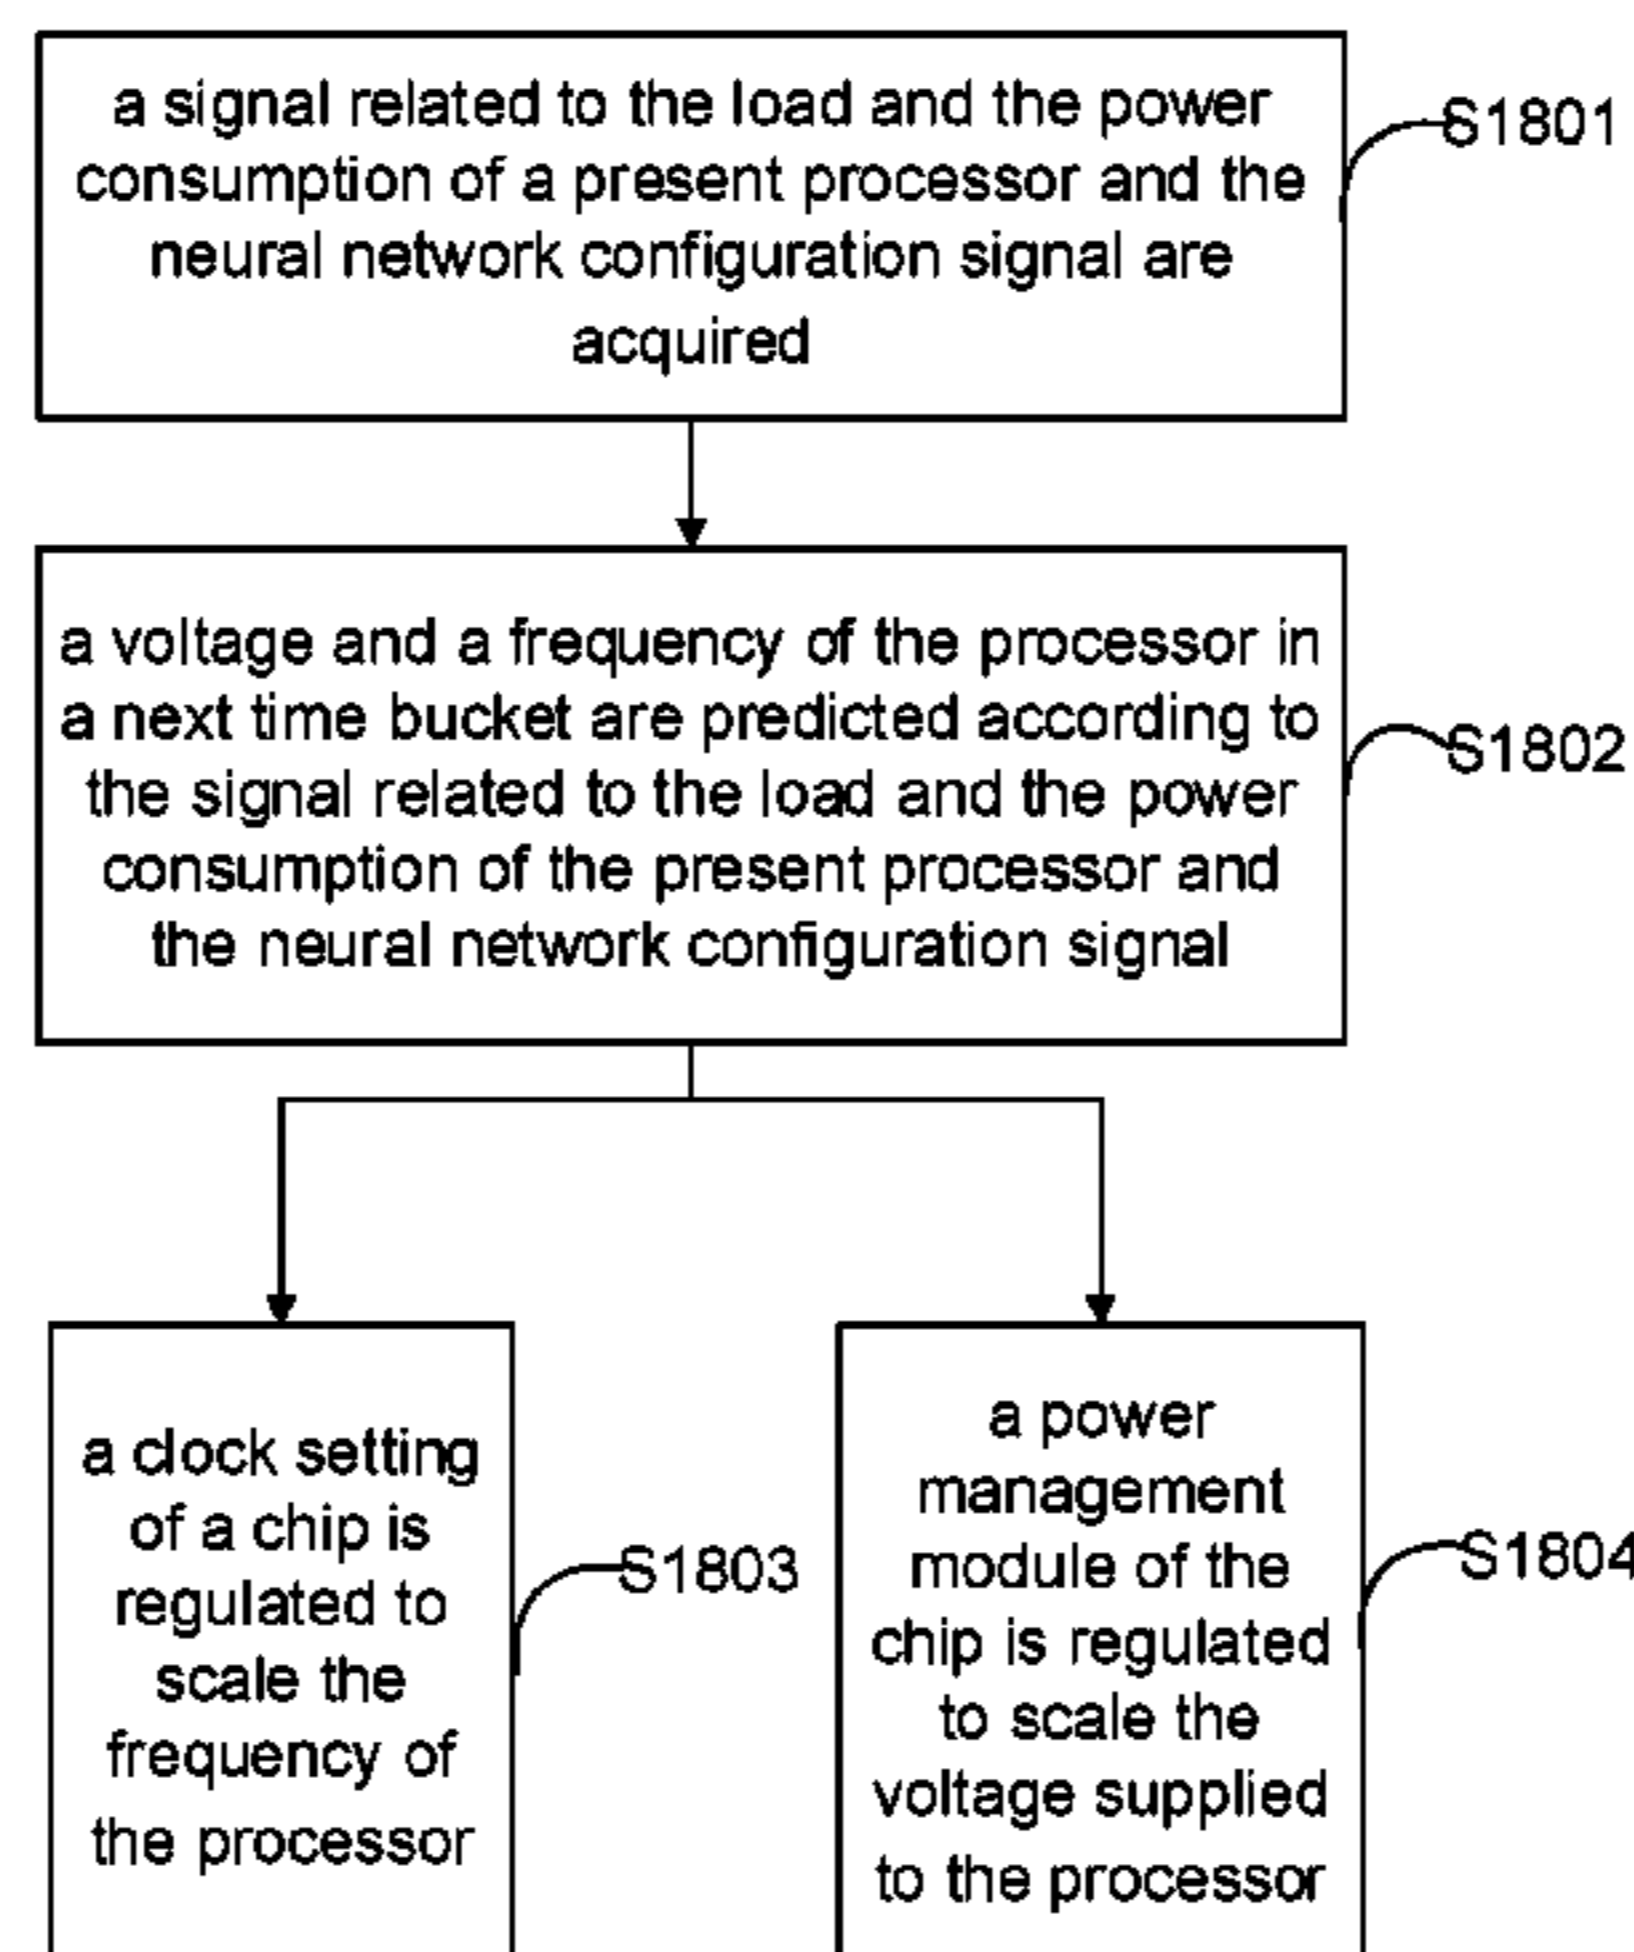 a signal related to the load and the power
consumption of a present processor and the
neural network configuration signal are
acquired
S1801
a voltage and a frequency of the processor in
a next time bucket are predicted according to
the signal related to the load and the power
consumption of the present processor and
the neural network configuration signal
S1802
a clock setting
of a chip is
regulated to
scale the
frequency of
the processor
S1803
a power
management
module of the
chip is regulated
to scale the
voltage supplied
to the processor
S1804